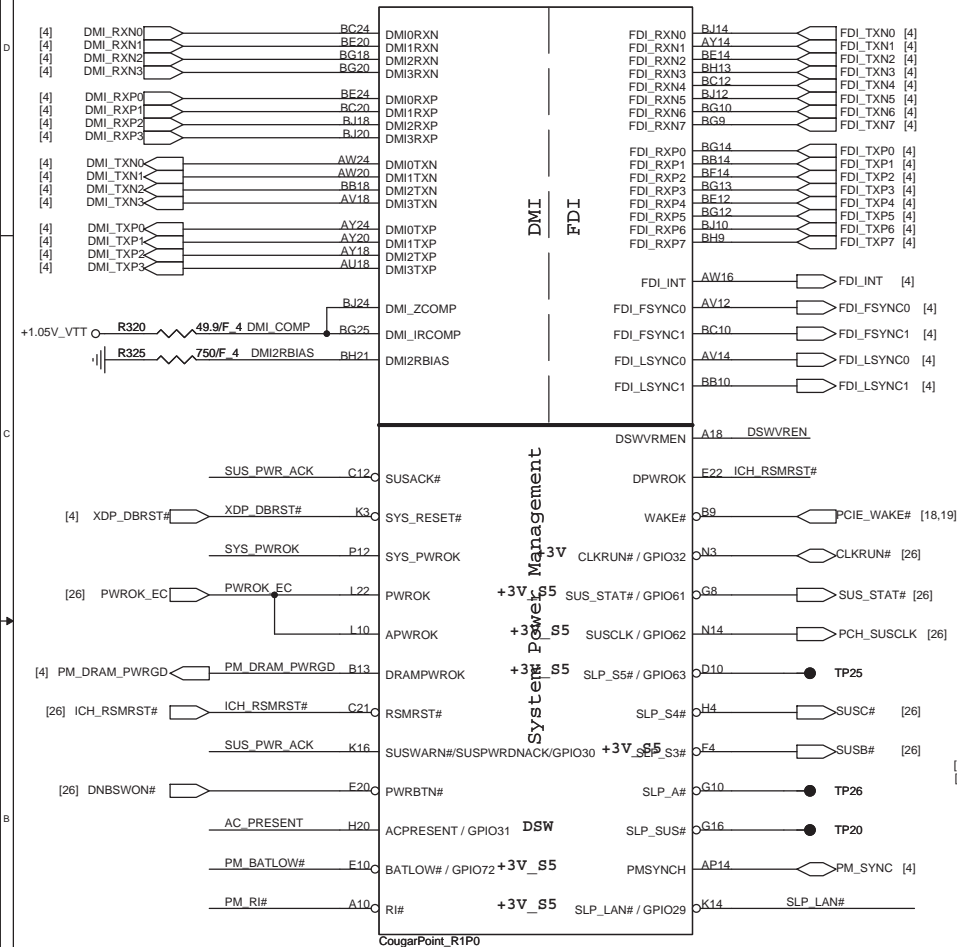 D
C
B
[4] DMI_RXN0 BC24 DMI0RXN
[4] DMI_RXN1 BE20 DMI1RXN
[4] DMI_RXN2 BG18 DMI2RXN
[4] DMI_RXN3 BG20 DMI3RXN
[4] DMI_RXP0 BE24 DMI0RXP
[4] DMI_RXP1 BC20 DMI1RXP
[4] DMI_RXP2 BJ18 DMI2RXP
[4] DMI_RXP3 BJ20 DMI3RXP
[4] DMI_TXN0 AW24 DMI0TXN
[4] DMI_TXN1 AW20 DMI1TXN
[4] DMI_TXN2 BB18 DMI2TXN
[4] DMI_TXN3 AV18 DMI3TXN
[4] DMI_TXP0 AY24 DMI0TXP
[4] DMI_TXP1 AY20 DMI1TXP
[4] DMI_TXP2 AY18 DMI2TXP
[4] DMI_TXP3 AU18 DMI3TXP
BJ24 DMI_ZCOMP
+1.05V_VTT R320 49.9/F_4 DMI_COMP BG25 DMI_IRCOMP
R325 750/F_4 DMI2RBIAS BH21 DMI2RBIAS
DMI
FDI
FDI_RXN0 BJ14 FDI_TXN0 [4]
FDI_RXN1 AY14 FDI_TXN1 [4]
FDI_RXN2 BE14 FDI_TXN2 [4]
FDI_RXN3 BH13 FDI_TXN3 [4]
FDI_RXN4 BC12 FDI_TXN4 [4]
FDI_RXN5 BJ12 FDI_TXN5 [4]
FDI_RXN6 BG10 FDI_TXN6 [4]
FDI_RXN7 BG9 FDI_TXN7 [4]
FDI_RXP0 BG14 FDI_TXP0 [4]
FDI_RXP1 BB14 FDI_TXP1 [4]
FDI_RXP2 BF14 FDI_TXP2 [4]
FDI_RXP3 BG13 FDI_TXP3 [4]
FDI_RXP4 BE12 FDI_TXP4 [4]
FDI_RXP5 BG12 FDI_TXP5 [4]
FDI_RXP6 BJ10 FDI_TXP6 [4]
FDI_RXP7 BH9 FDI_TXP7 [4]
FDI_INT AW16 FDI_INT [4]
FDI_FSYNC0 AV12 FDI_FSYNC0 [4]
FDI_FSYNC1 BC10 FDI_FSYNC1 [4]
FDI_LSYNC0 AV14 FDI_LSYNC0 [4]
FDI_LSYNC1 BB10 FDI_LSYNC1 [4]
System Power Management
SUS_PWR_ACK C12 SUSACK#
[4] XDP_DBRST# XDP_DBRST# K3 SYS_RESET#
SYS_PWROK P12 SYS_PWROK
[26] PWROK_EC PWROK_EC L22 PWROK
L10 APWROK
[4] PM_DRAM_PWRGD PM_DRAM_PWRGD B13 DRAMPWROK
[26] ICH_RSMRST# ICH_RSMRST# C21 RSMRST#
SUS_PWR_ACK K16 SUSWARN#/SUSPWRDNACK/GPIO30 +3V_S5
[26] DNBSWON# E20 PWRBTN#
AC_PRESENT H20 ACPRESENT / GPIO31 DSW
PM_BATLOW# E10 BATLOW# / GPIO72 +3V_S5
PM_RI# A10 RI#
DSWVRMEN A18 DSWVREN
DPWROK E22 ICH_RSMRST#
WAKE# B9 PCIE_WAKE# [18,19]
+3V CLKRUN# / GPIO32 N3 CLKRUN# [26]
+3V_S5 SUS_STAT# / GPIO61 G8 SUS_STAT# [26]
+3V_S5 SUSCLK / GPIO62 N14 PCH_SUSCLK [26]
+3V_S5 SLP_S5# / GPIO63 D10 TP25
SLP_S4# H4 SUSC# [26]
SLP_S3# F4 SUSB# [26]
SLP_A# G10 TP26
SLP_SUS# G16 TP20
PMSYNCH AP14 PM_SYNC [4]
+3V_S5 SLP_LAN# / GPIO29 K14 SLP_LAN#
CougarPoint_R1P0